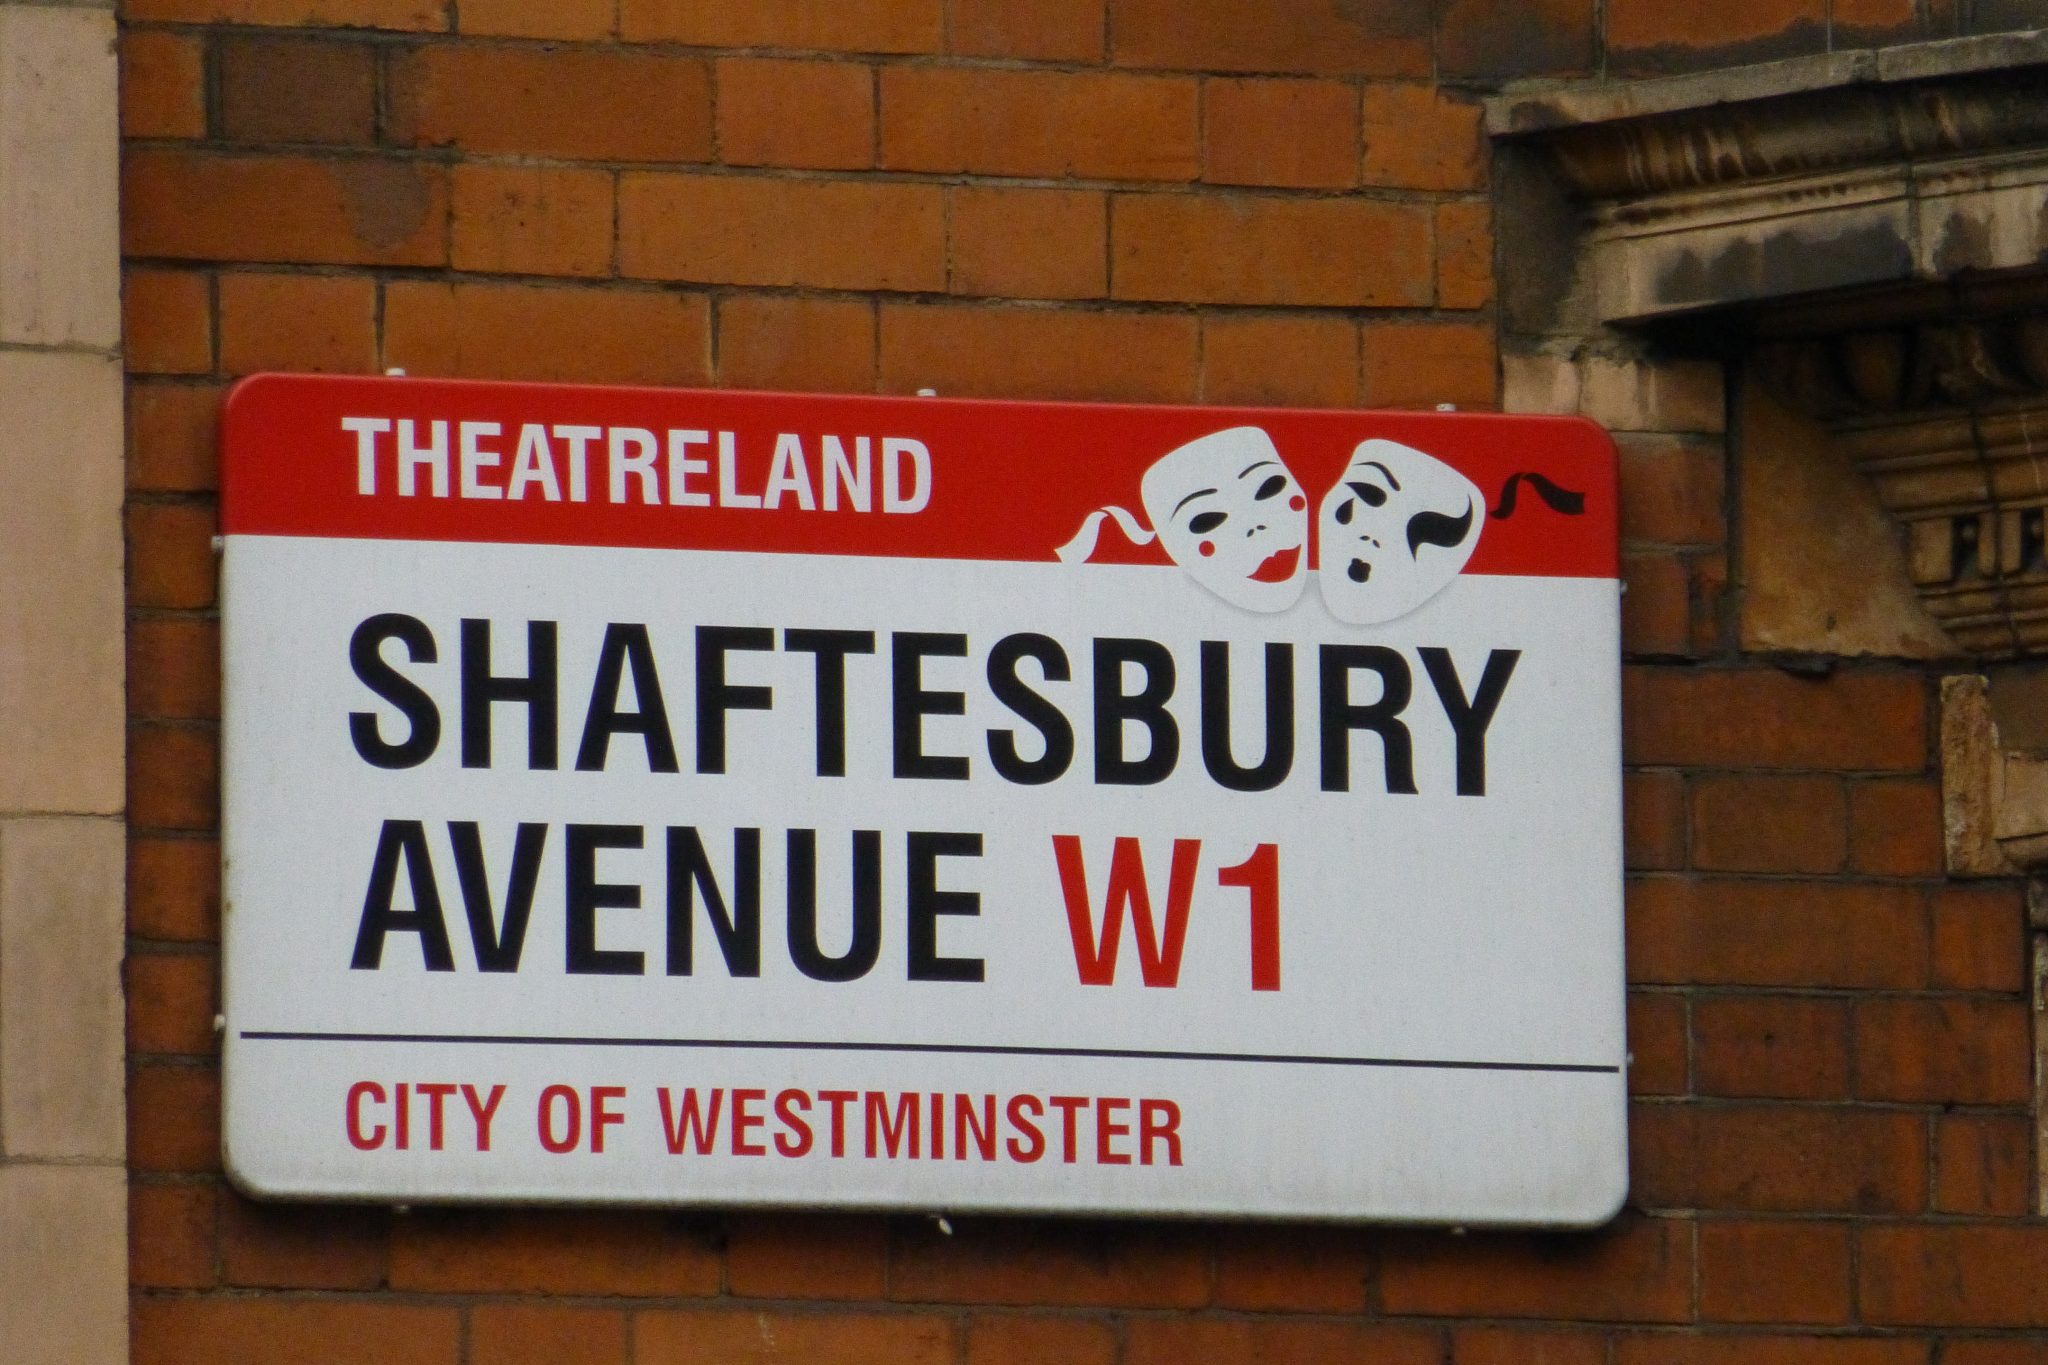 THEATRELAND
SHAFTESBURY
AVENUE W1
CITY OF WESTMINSTER